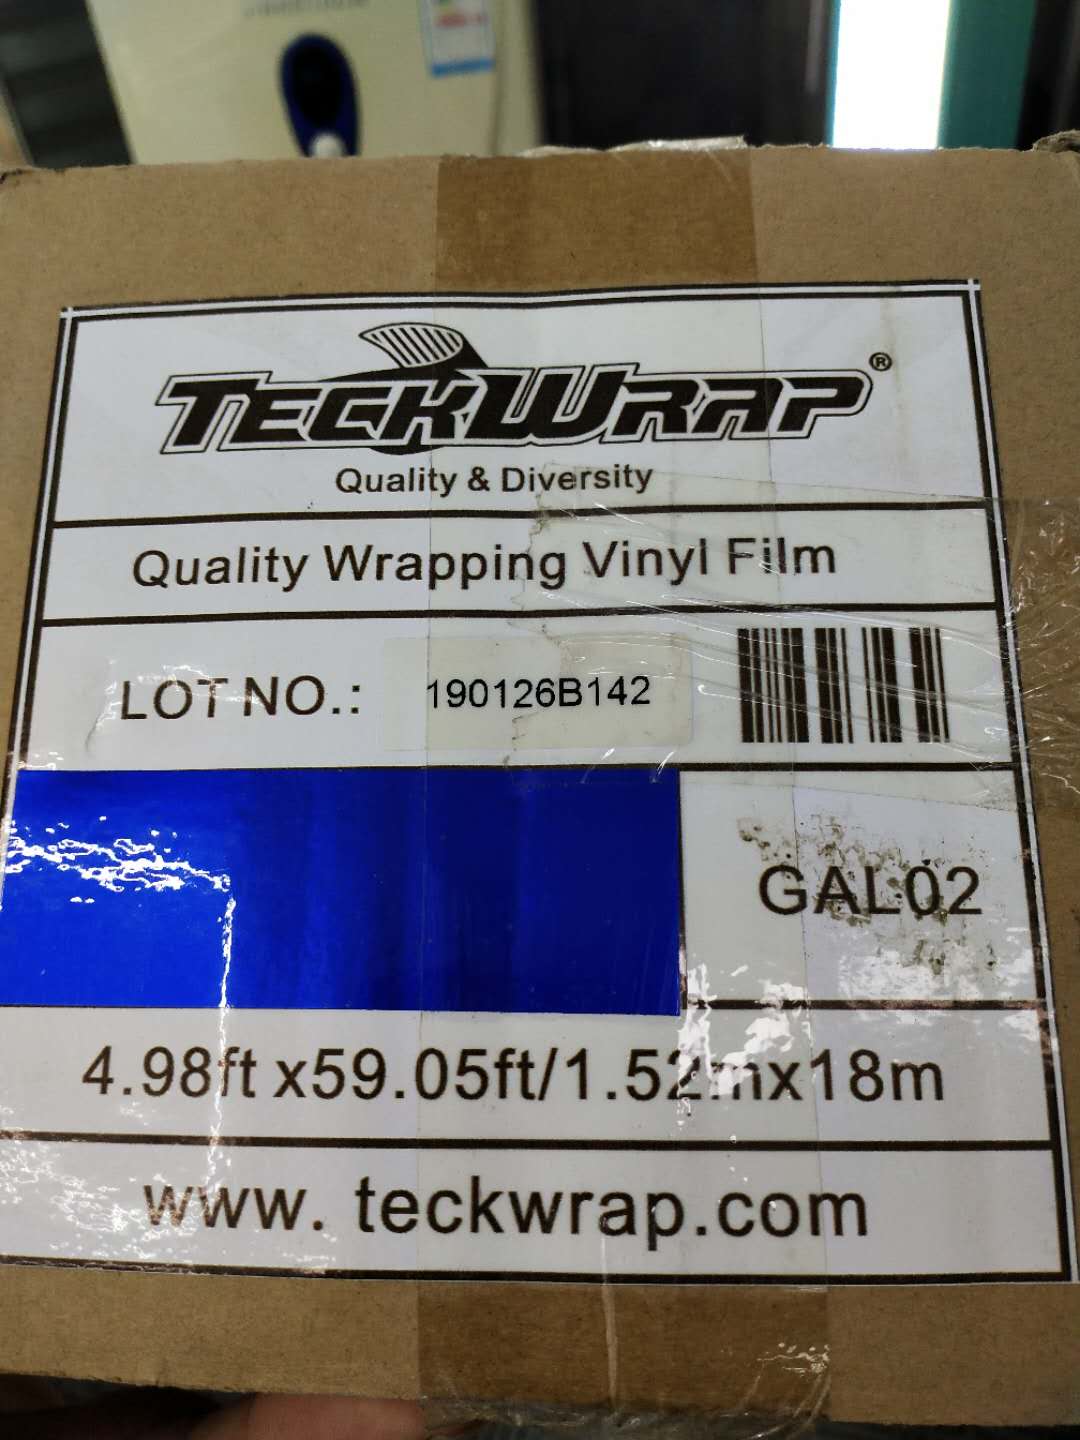 TECKWRAP®
Quality & Diversity
Quality Wrapping Vinyl Film
LOT NO.: 190126B142
GAL02
4.98ft x59.05ft/1.52mx18m
www. teckwrap.com